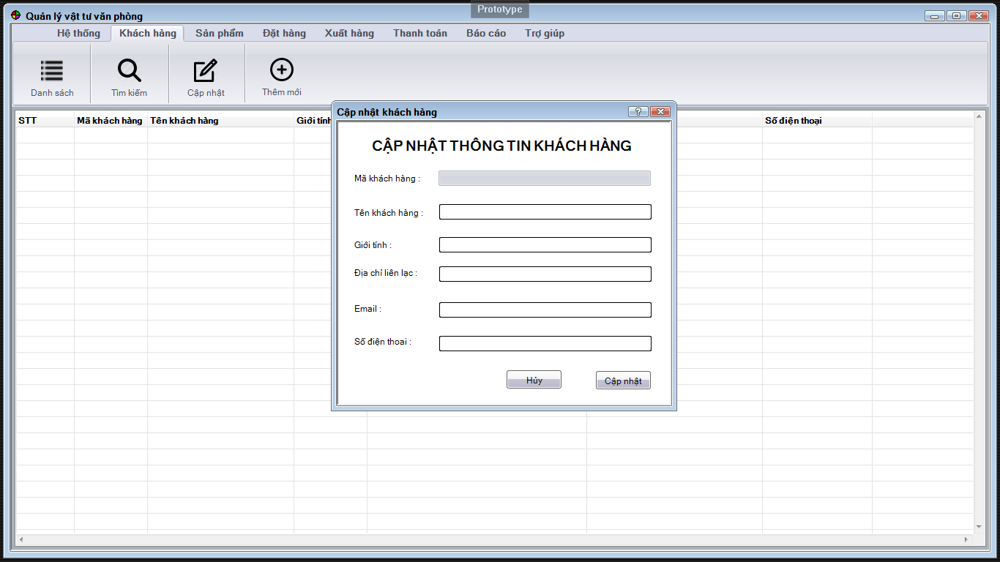 Prototype
Quản lý vật tư văn phòng
Hệ thống Khách hàng Sản phẩm Đặt hàng Xuất hàng Thanh toán Báo cáo Trợ giúp
Danh sách Tìm kiếm Cập nhật Thêm mới
STT Mã khách hàng Tên khách hàng Giới tính Số điện thoại
Cập nhật khách hàng
CẬP NHẬT THÔNG TIN KHÁCH HÀNG
Mã khách hàng :
Tên khách hàng :
Giới tính :
Địa chỉ liên lạc :
Email :
Số điện thoai :
Hủy Cập nhật